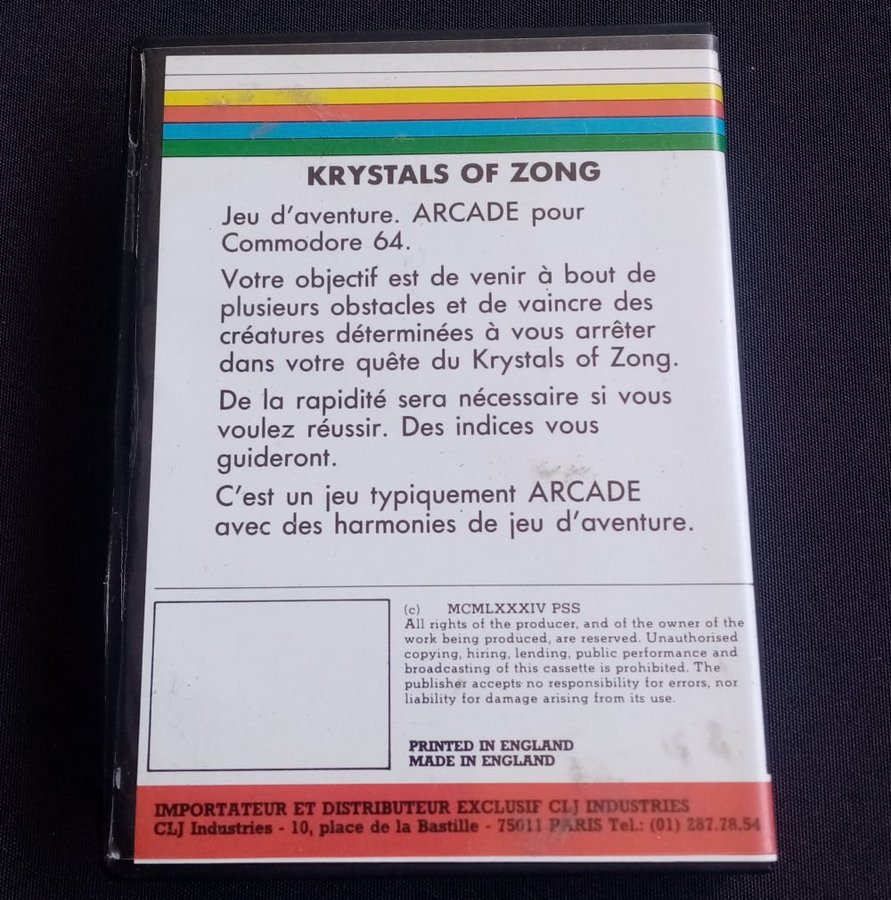 KRYSTALS OF ZONG
Jeu d'aventure. ARCADE pour
Commodore 64.
Votre objectif est de venir à bout de
plusieurs obstacles et de vaincre des
créatures déterminées à vous arrêter
dans votre quête du Krystals of Zong.
De la rapidité sera nécessaire si vous
voulez réussir. Des indices vous
guideront.
C'est un jeu typiquement ARCADE
avec des harmonies de jeu d'aventure.
(c) MCMLXXXIV PSS
All rights of the producer, and of the owner of the
work being produced, are reserved. Unauthorised
copying, hiring, lending, public performance and
broadcasting of this cassette is prohibited. The
publisher accepts no responsibility for errors, nor
liability for damage arising from its use.
PRINTED IN ENGLAND
MADE IN ENGLAND
IMPORTATEUR ET DISTRIBUTEUR EXCLUSIF CLJ INDUSTRIES
CLJ Industries - 10, place de la Bastille - 75011 PARIS Tel.: (01) 287.78.54